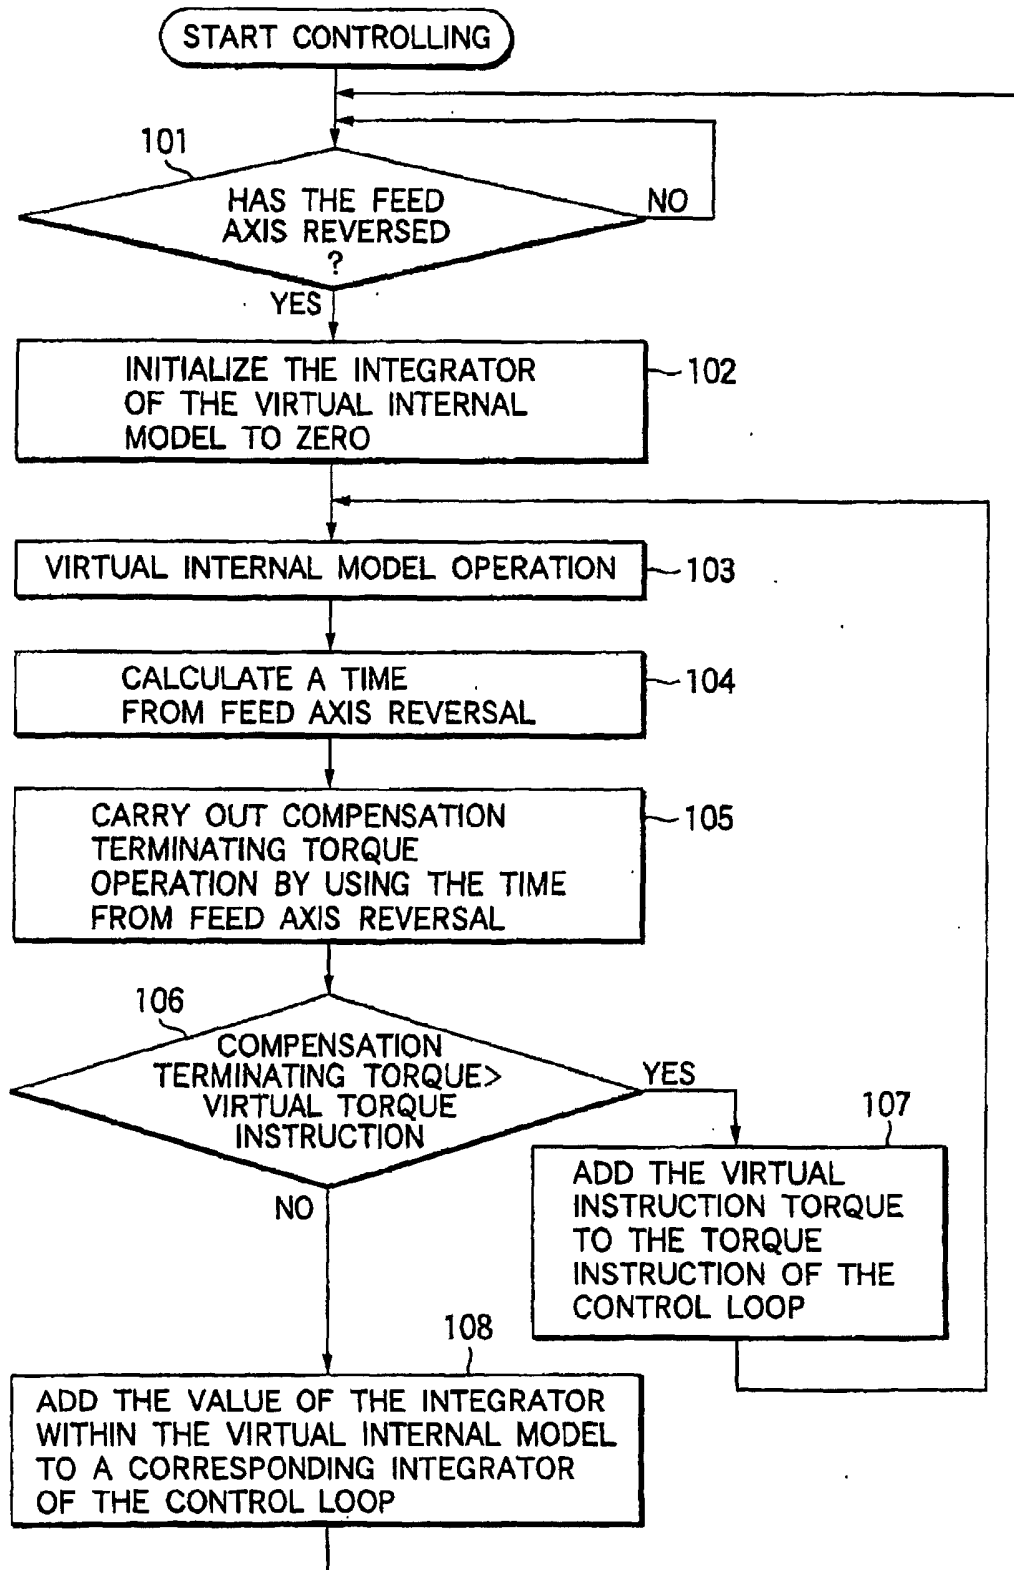 START CONTROLLING
101
HAS THE FEED
AXIS REVERSED
?
NO
YES
INITIALIZE THE INTEGRATOR
OF THE VIRTUAL INTERNAL
MODEL TO ZERO
102
VIRTUAL INTERNAL MODEL OPERATION
103
CALCULATE A TIME
FROM FEED AXIS REVERSAL
104
CARRY OUT COMPENSATION
TERMINATING TORQUE
OPERATION BY USING THE TIME
FROM FEED AXIS REVERSAL
105
106
COMPENSATION
TERMINATING TORQUE>
VIRTUAL TORQUE
INSTRUCTION
YES
NO
107
ADD THE VIRTUAL
INSTRUCTION TORQUE
TO THE TORQUE
INSTRUCTION OF THE
CONTROL LOOP
108
ADD THE VALUE OF THE INTEGRATOR
WITHIN THE VIRTUAL INTERNAL MODEL
TO A CORRESPONDING INTEGRATOR
OF THE CONTROL LOOP